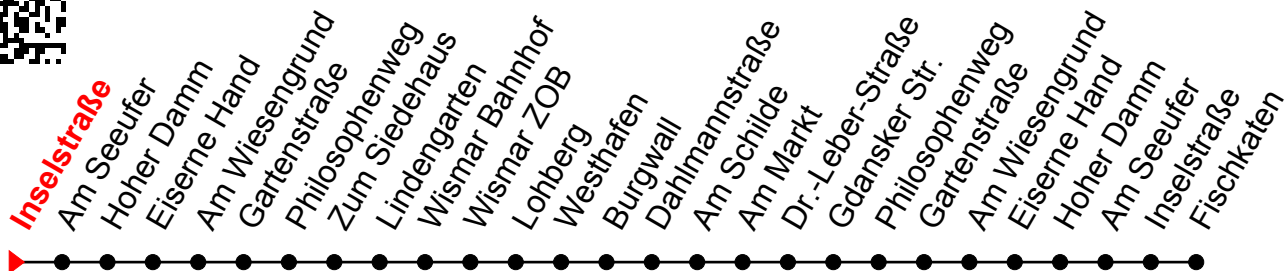 Inselstraße
Am Seeufer
Hoher Damm
Eiserne Hand
Am Wiesengrund
Gartenstraße
Philosophenweg
Zum Siedehaus
Lindengarten
Wismar Bahnhof
Wismar ZOB
Lohberg
Westhafen
Burgwall
Dahlmannstraße
Am Schilde
Am Markt
Dr.-Leber-Straße
Gdansker Str.
Philosophenweg
Gartenstraße
Am Wiesengrund
Eiserne Hand
Hoher Damm
Am Seeufer
Inselstraße
Fischkaten